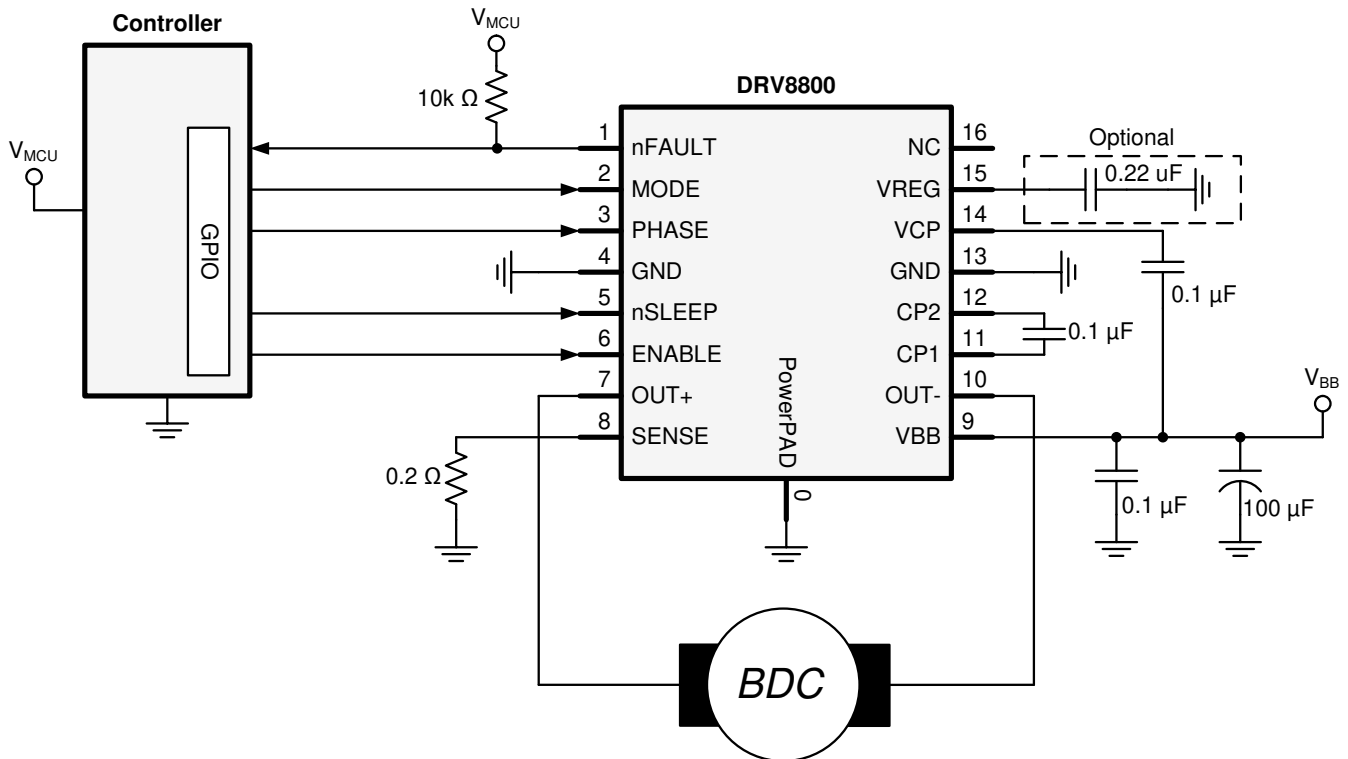 Controller
V_MCU
10k Ω
V_MCU
GPIO
DRV8800
1
nFAULT
2
MODE
3
PHASE
4
GND
5
nSLEEP
6
ENABLE
7
OUT+
8
SENSE
PowerPAD
0
16
NC
15
VREG
14
VCP
13
GND
12
CP2
11
CP1
10
OUT-
9
VBB
Optional
0.22 uF
0.1 µF
0.1 µF
V_BB
0.1 µF
100 µF
0.2 Ω
BDC